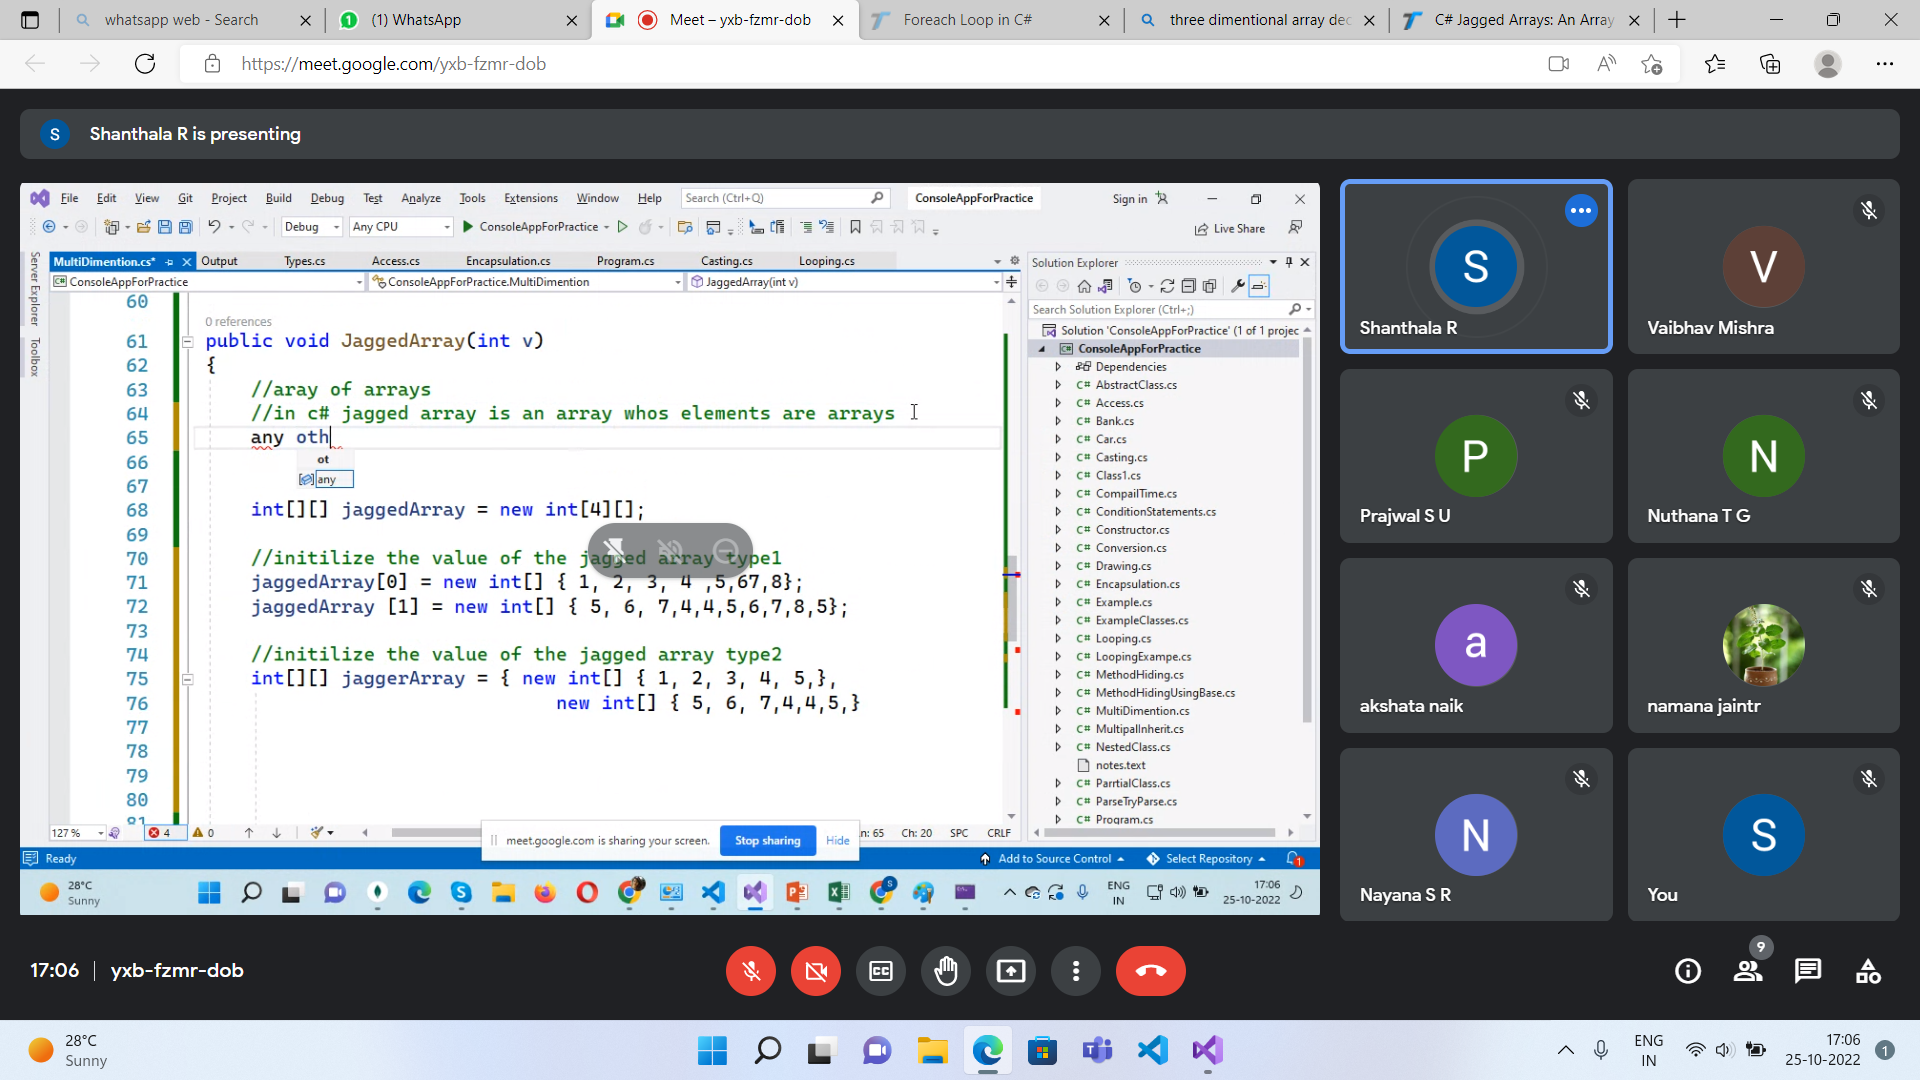 whatsapp web - Search
(1) WhatsApp
Meet – yxb-fzmr-dob
Foreach Loop in C#
three dimentional array dec
C# Jagged Arrays: An Array
https://meet.google.com/yxb-fzmr-dob
S Shanthala R is presenting
File Edit View Git Project Build Debug Test Analyze Tools Extensions Window Help Search (Ctrl+Q) ConsoleAppForPractice Sign in
Debug Any CPU ConsoleAppForPractice Live Share
Server Explorer
Toolbox
MultiDimention.cs* Output Types.cs Access.cs Encapsulation.cs Program.cs Casting.cs Looping.cs
ConsoleAppForPractice ConsoleAppForPractice.MultiDimention JaggedArray(int v)
60
0 references
61 public void JaggedArray(int v)
62 {
63 //aray of arrays
64 //in c# jagged array is an array whos elements are arrays
65 any oth
66 ot
67 any
68 int[][] jaggedArray = new int[4][];
69
70 //initilize the value of the jagged array type1
71 jaggedArray[0] = new int[] { 1, 2, 3, 4 ,5,67,8};
72 jaggedArray [1] = new int[] { 5, 6, 7,4,4,5,6,7,8,5};
73
74 //initilize the value of the jagged array type2
75 int[][] jaggerArray = { new int[] { 1, 2, 3, 4, 5,},
76 new int[] { 5, 6, 7,4,4,5,}
77
78
79
80
81
127 % 4 0 Ln: 65 Ch: 20 SPC CRLF
meet.google.com is sharing your screen. Stop sharing Hide
Ready Add to Source Control Select Repository 1
Solution Explorer
Search Solution Explorer (Ctrl+;)
Solution 'ConsoleAppForPractice' (1 of 1 projec
ConsoleAppForPractice
Dependencies
C# AbstractClass.cs
C# Access.cs
C# Bank.cs
C# Car.cs
C# Casting.cs
C# Class1.cs
C# CompailTime.cs
C# ConditionStatements.cs
C# Constructor.cs
C# Conversion.cs
C# Drawing.cs
C# Encapsulation.cs
C# Example.cs
C# ExampleClasses.cs
C# Looping.cs
C# LoopingExampe.cs
C# MethodHiding.cs
C# MethodHidingUsingBase.cs
C# MultiDimention.cs
C# MultipalInherit.cs
C# NestedClass.cs
notes.text
C# ParrtialClass.cs
C# ParseTryParse.cs
C# Program.cs
28°C
Sunny
ENG
IN
17:06
25-10-2022
S
Shanthala R
V
Vaibhav Mishra
P
Prajwal S U
N
Nuthana T G
a
akshata naik
namana jaintr
N
Nayana S R
S
You
17:06 | yxb-fzmr-dob
9
28°C
Sunny
ENG
IN
17:06
25-10-2022
1